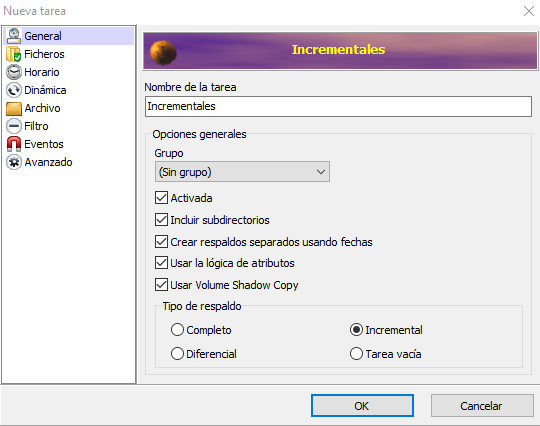 Nueva tarea
General
Ficheros
Horario
Dinámica
Archivo
Filtro
Eventos
Avanzado
Incrementales
Nombre de la tarea
Incrementales
Opciones generales
Grupo
(Sin grupo)
Activada
Incluir subdirectorios
Crear respaldos separados usando fechas
Usar la lógica de atributos
Usar Volume Shadow Copy
Tipo de respaldo
Completo
Incremental
Diferencial
Tarea vacía
OK
Cancelar